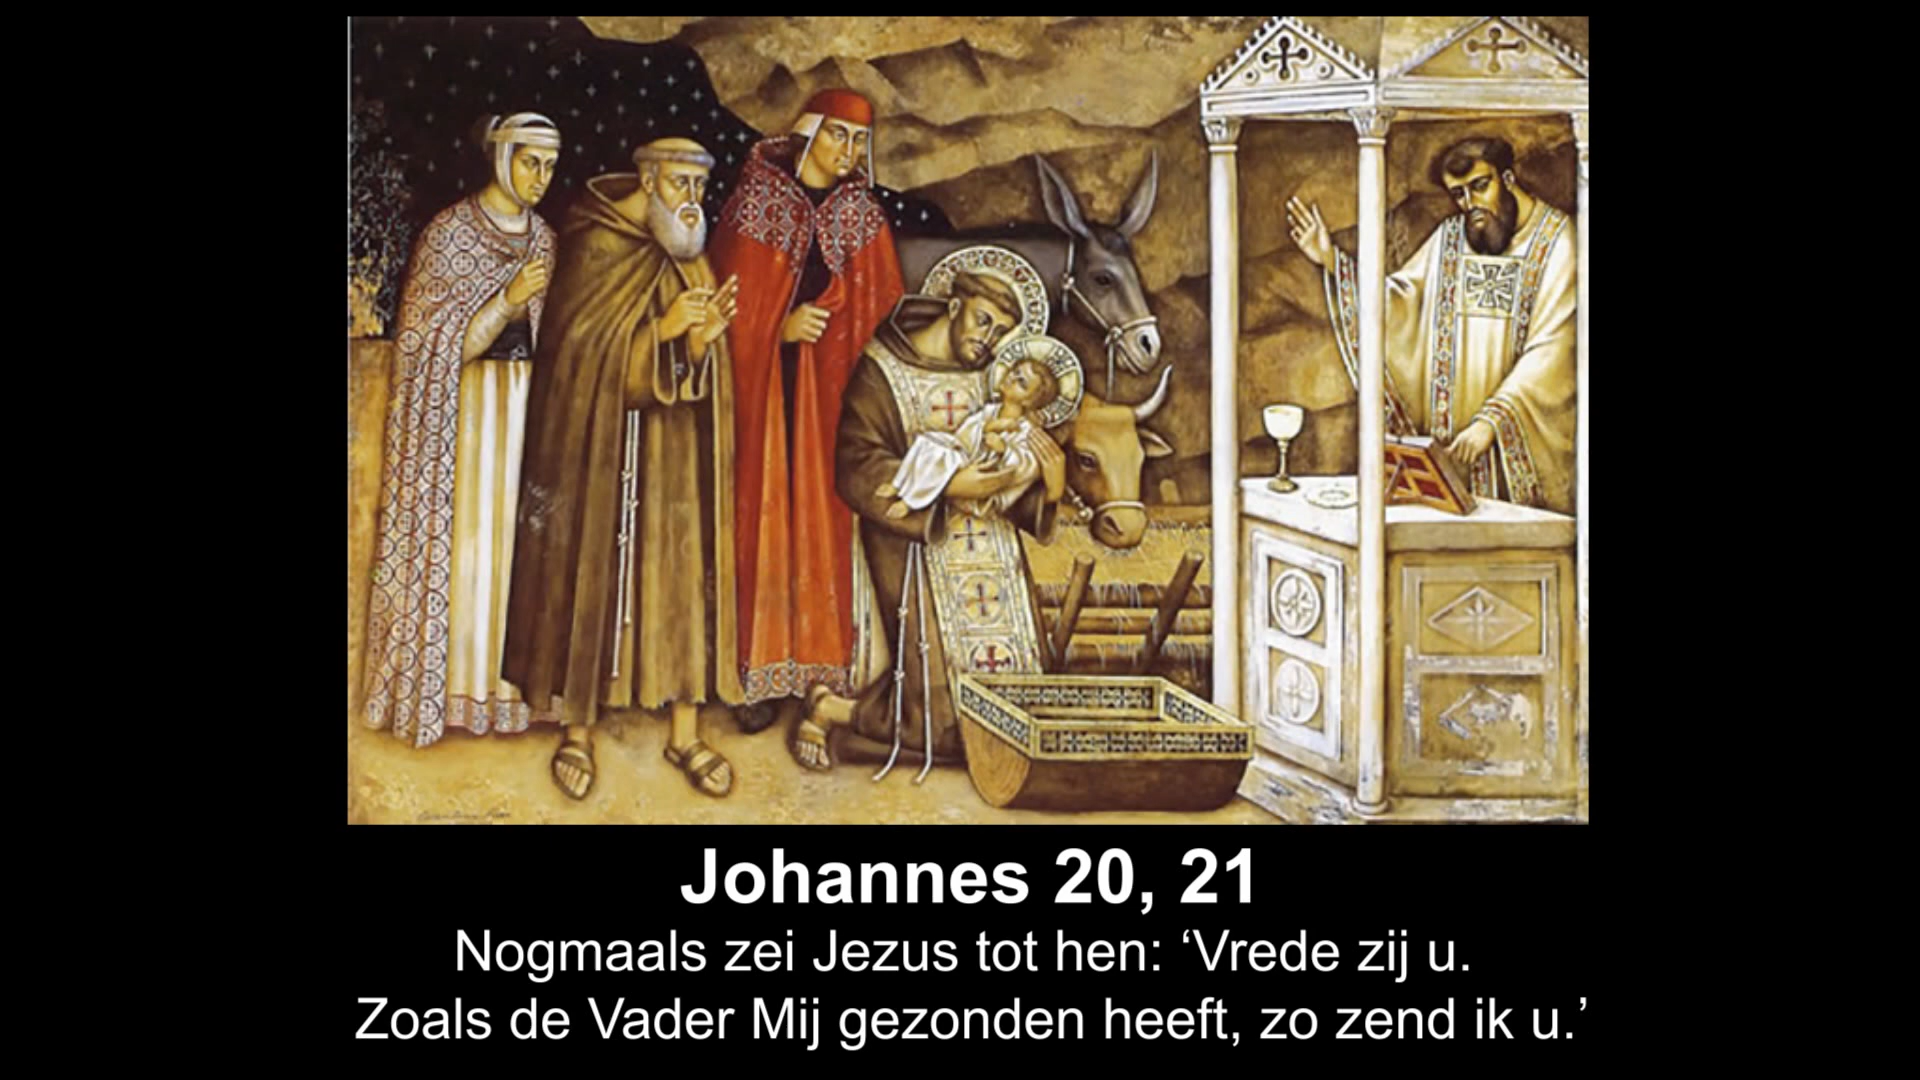 Johannes 20, 21
Nogmaals zei Jezus tot hen: ‘Vrede zij u.
Zoals de Vader Mij gezonden heeft, zo zend ik u.’